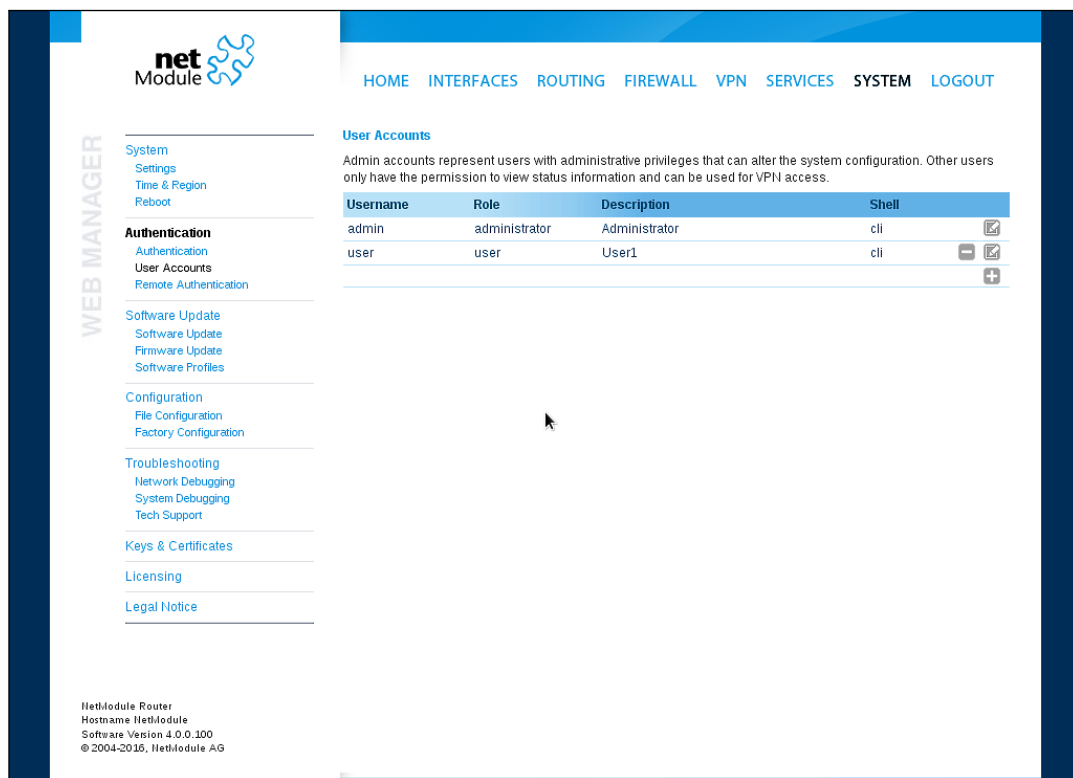 net
Module
HOME INTERFACES ROUTING FIREWALL VPN SERVICES SYSTEM LOGOUT
WEB MANAGER
System
Settings
Time & Region
Reboot
Authentication
Authentication
User Accounts
Remote Authentication
Software Update
Software Update
Firmware Update
Software Profiles
Configuration
File Configuration
Factory Configuration
Troubleshooting
Network Debugging
System Debugging
Tech Support
Keys & Certificates
Licensing
Legal Notice
User Accounts
Admin accounts represent users with administrative privileges that can alter the system configuration. Other users
only have the permission to view status information and can be used for VPN access.
Username Role Description Shell
admin administrator Administrator cli
user user User1 cli
NetModule Router
Hostname NetModule
Software Version 4.0.0.100
© 2004-2016, NetModule AG